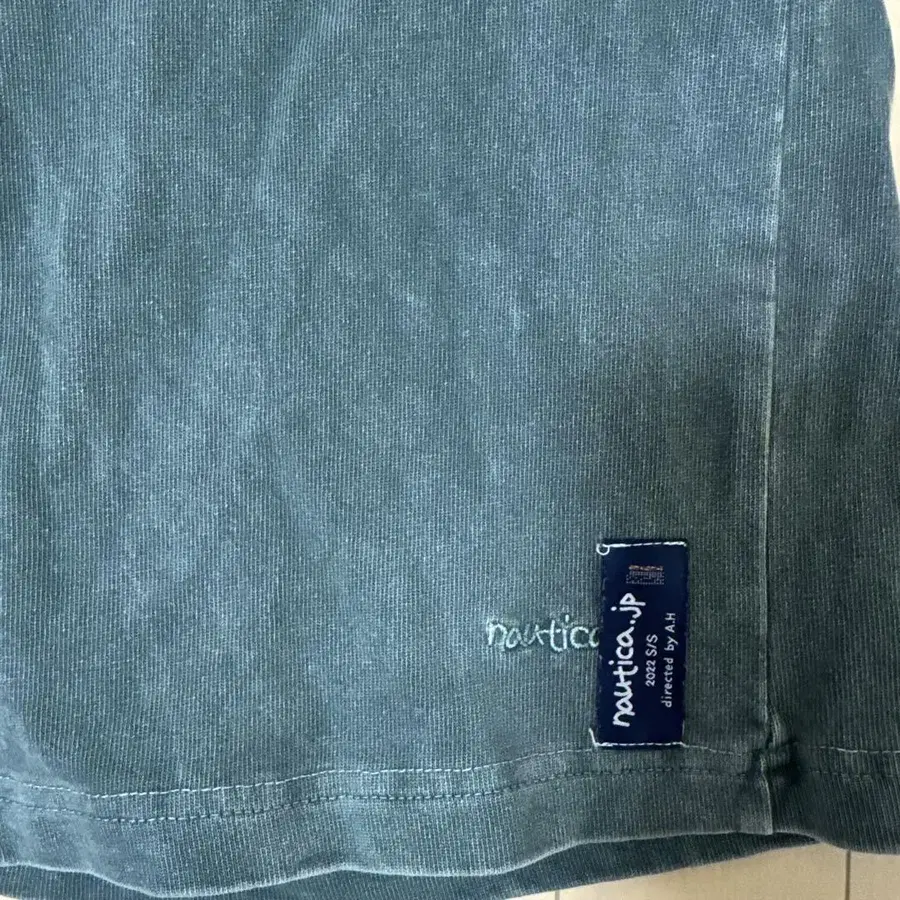 nautica
nautica.jp
2022 S/S
directed by A.H